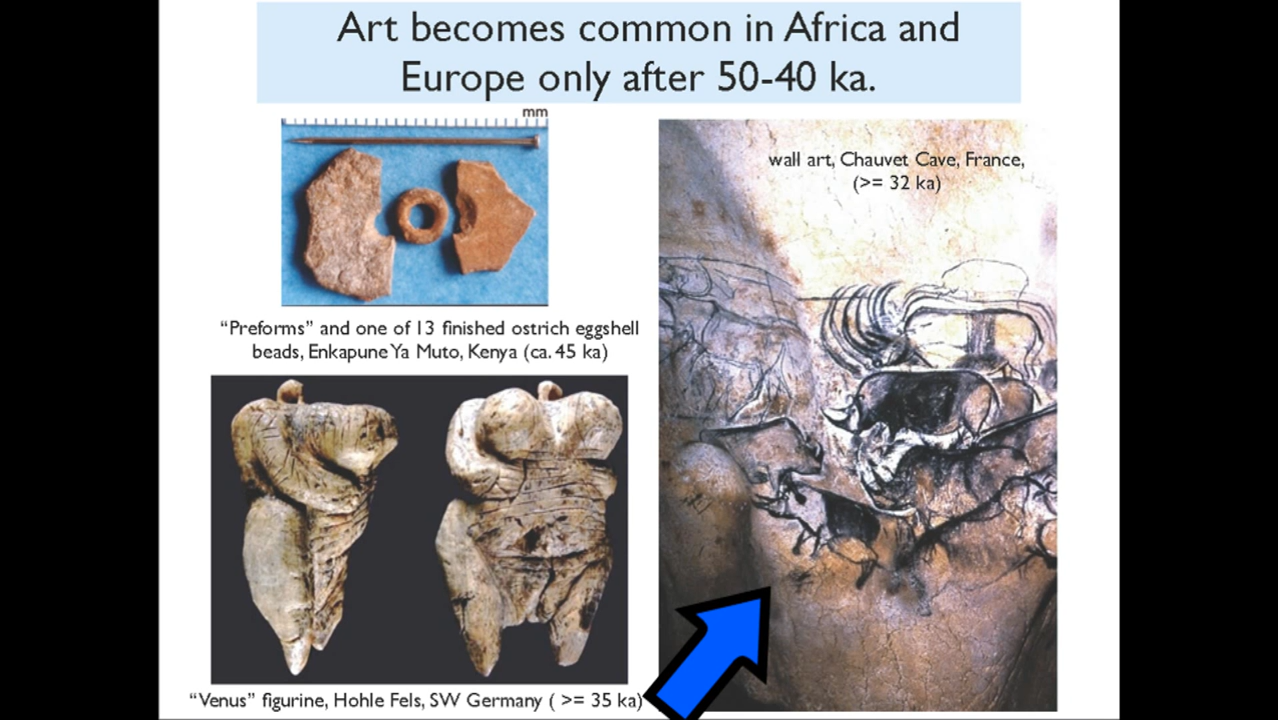 Art becomes common in Africa and
Europe only after 50-40 ka.
mm
wall art, Chauvet Cave, France,
(>= 32 ka)
“Preforms” and one of 13 finished ostrich eggshell
beads, Enkapune Ya Muto, Kenya (ca. 45 ka)
“Venus” figurine, Hohle Fels, SW Germany ( >= 35 ka)